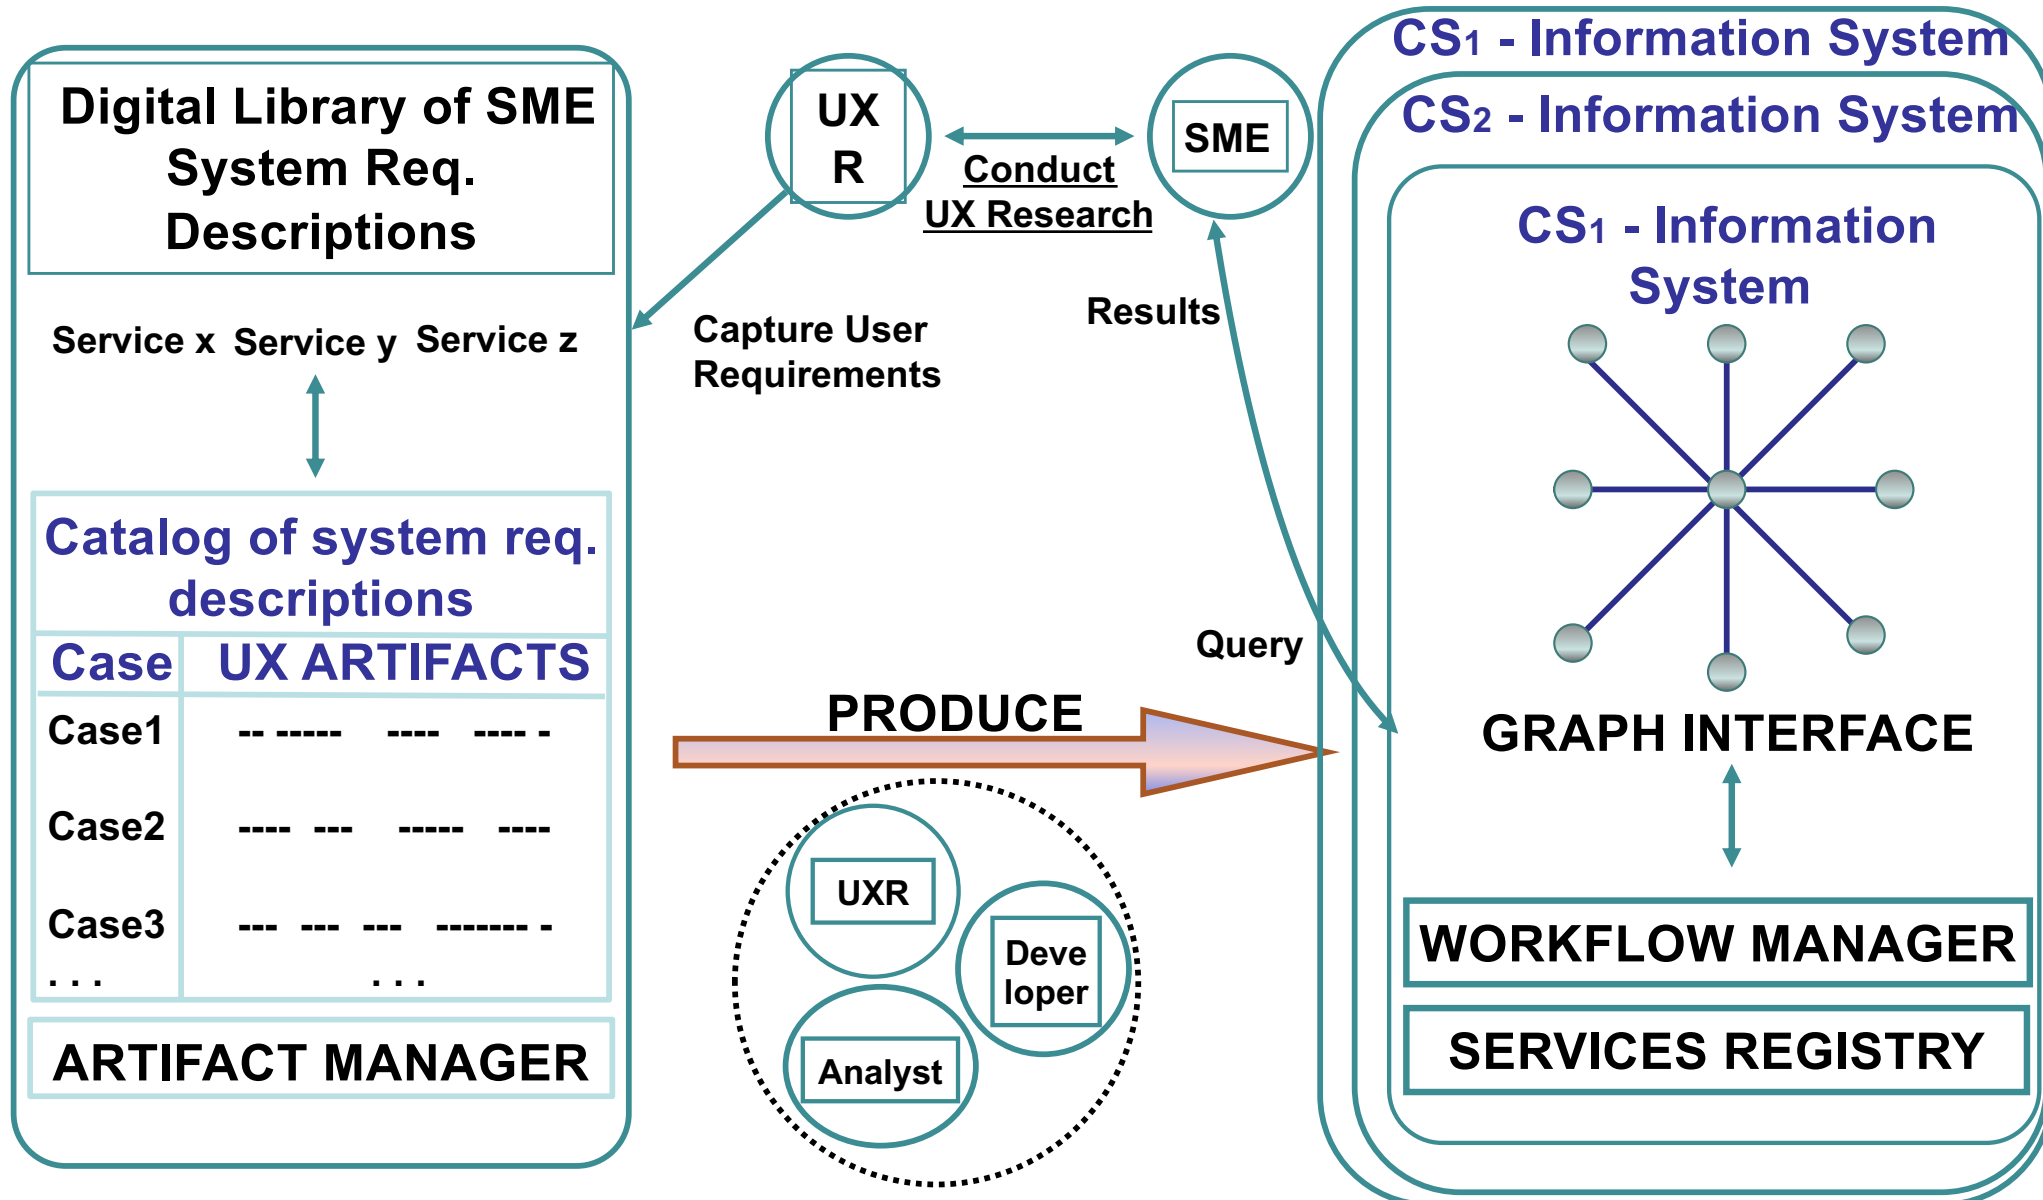 Digital Library of SME
System Req.
Descriptions
Service x Service y Service z
Catalog of system req.
descriptions
Case UX ARTIFACTS
Case1 -- ----- ---- ---- -
Case2 ---- --- ----- ----
Case3 --- --- --- ------- -
. . . . . .
ARTIFACT MANAGER
UX
R
Conduct
UX Research
SME
Capture User
Requirements
Results
Query
PRODUCE
UXR
Deve
loper
Analyst
CS1 - Information System
CS2 - Information System
CS1 - Information
System
GRAPH INTERFACE
WORKFLOW MANAGER
SERVICES REGISTRY